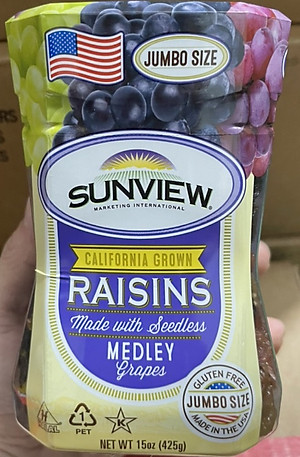 JUMBO SIZE
SUNVIEW®
MARKETING INTERNATIONAL
CALIFORNIA GROWN
RAISINS
Made with Seedless
MEDLEY
Grapes
GLUTEN FREE
JUMBO SIZE
MADE IN THE USA
1
PET
K
NET WT 15oz (425g)